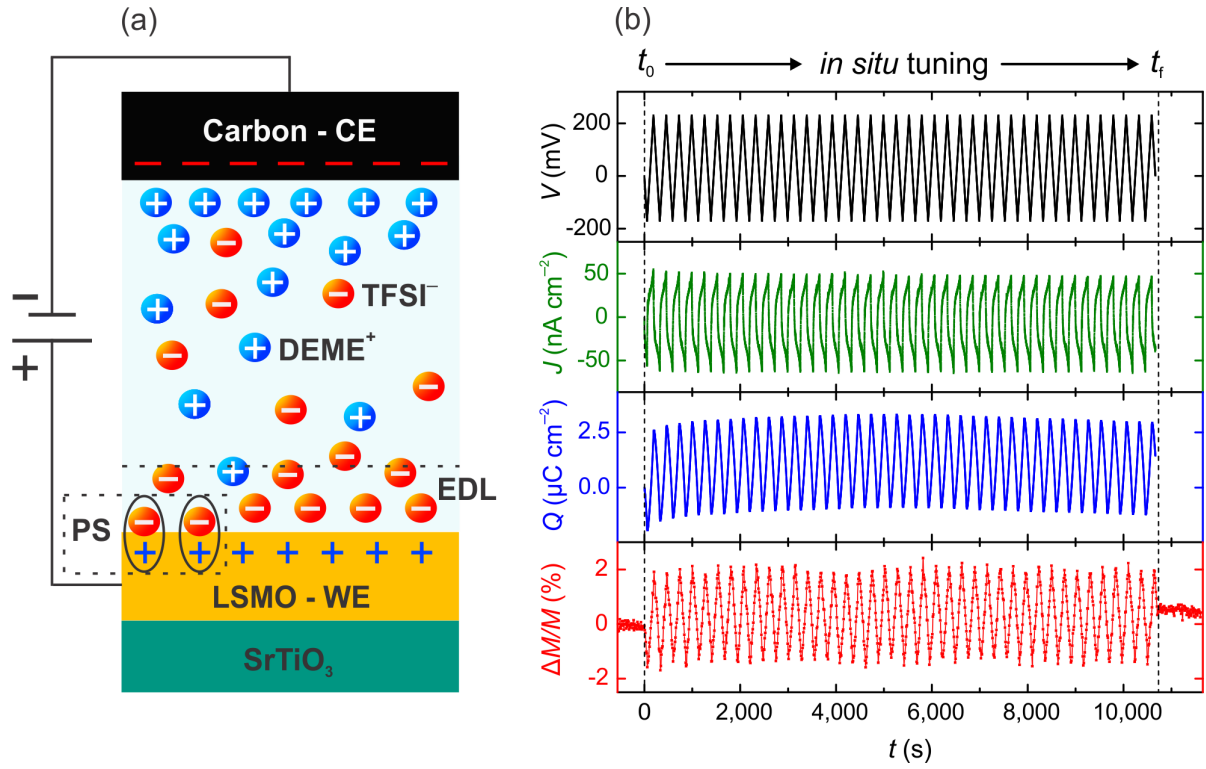 (a)
Carbon - CE
TFSI⁻
DEME⁺
−
+
EDL
PS
LSMO - WE
SrTiO₃
(b)
t₀ in situ tuning t_f
V (mV)
200
0
-200
J (nA cm⁻²)
50
0
-50
Q (µC cm⁻²)
2.5
0.0
ΔM/M (%)
2
0
-2
0 2,000 4,000 6,000 8,000 10,000
t (s)